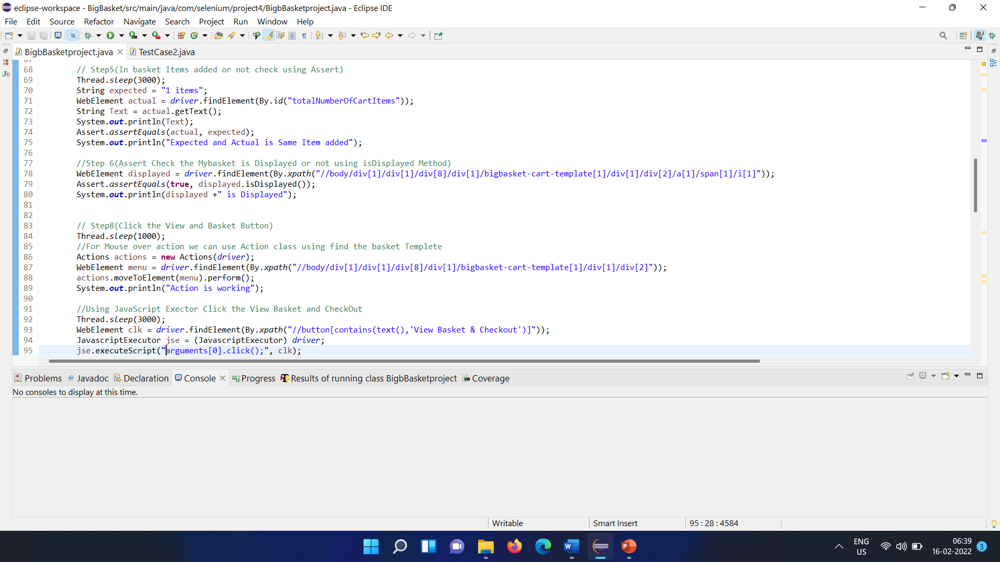 eclipse-workspace - BigBasket/src/main/java/com/selenium/project4/BigbBasketproject.java - Eclipse IDE
File Edit Source Refactor Navigate Search Project Run Window Help
BigbBasketproject.java TestCase2.java
67
68 // Step5(In basket Items added or not check using Assert)
69 Thread.sleep(3000);
70 String expected = "1 items";
71 WebElement actual = driver.findElement(By.id("totalNumberOfCartItems"));
72 String Text = actual.getText();
73 System.out.println(Text);
74 Assert.assertEquals(actual, expected);
75 System.out.println("Expected and Actual is Same Item added");
76
77 //Step 6(Assert Check the Mybasket is Displayed or not using isDisplayed Method)
78 WebElement displayed = driver.findElement(By.xpath("//body/div[1]/div[1]/div[8]/div[1]/bigbasket-cart-template[1]/div[1]/div[2]/a[1]/span[1]/i[1]"));
79 Assert.assertEquals(true, displayed.isDisplayed());
80 System.out.println(displayed +" is Displayed");
81
82
83 // Step8(Click the View and Basket Button)
84 Thread.sleep(1000);
85 //For Mouse over action we can use Action class using find the basket Templete
86 Actions actions = new Actions(driver);
87 WebElement menu = driver.findElement(By.xpath("//body/div[1]/div[1]/div[8]/div[1]/bigbasket-cart-template[1]/div[1]/div[2]"));
88 actions.moveToElement(menu).perform();
89 System.out.println("Action is working");
90
91 //Using JavaScript Exector Click the View Basket and CheckOut
92 Thread.sleep(3000);
93 WebElement clk = driver.findElement(By.xpath("//button[contains(text(),'View Basket & Checkout')]"));
94 JavascriptExecutor jse = (JavascriptExecutor) driver;
95 jse.executeScript("arguments[0].click();", clk);
Problems @ Javadoc Declaration Console Progress Results of running class BigbBasketproject Coverage
No consoles to display at this time.
Writable Smart Insert 95 : 28 : 4584
ENG
US
06:39
16-02-2022
3